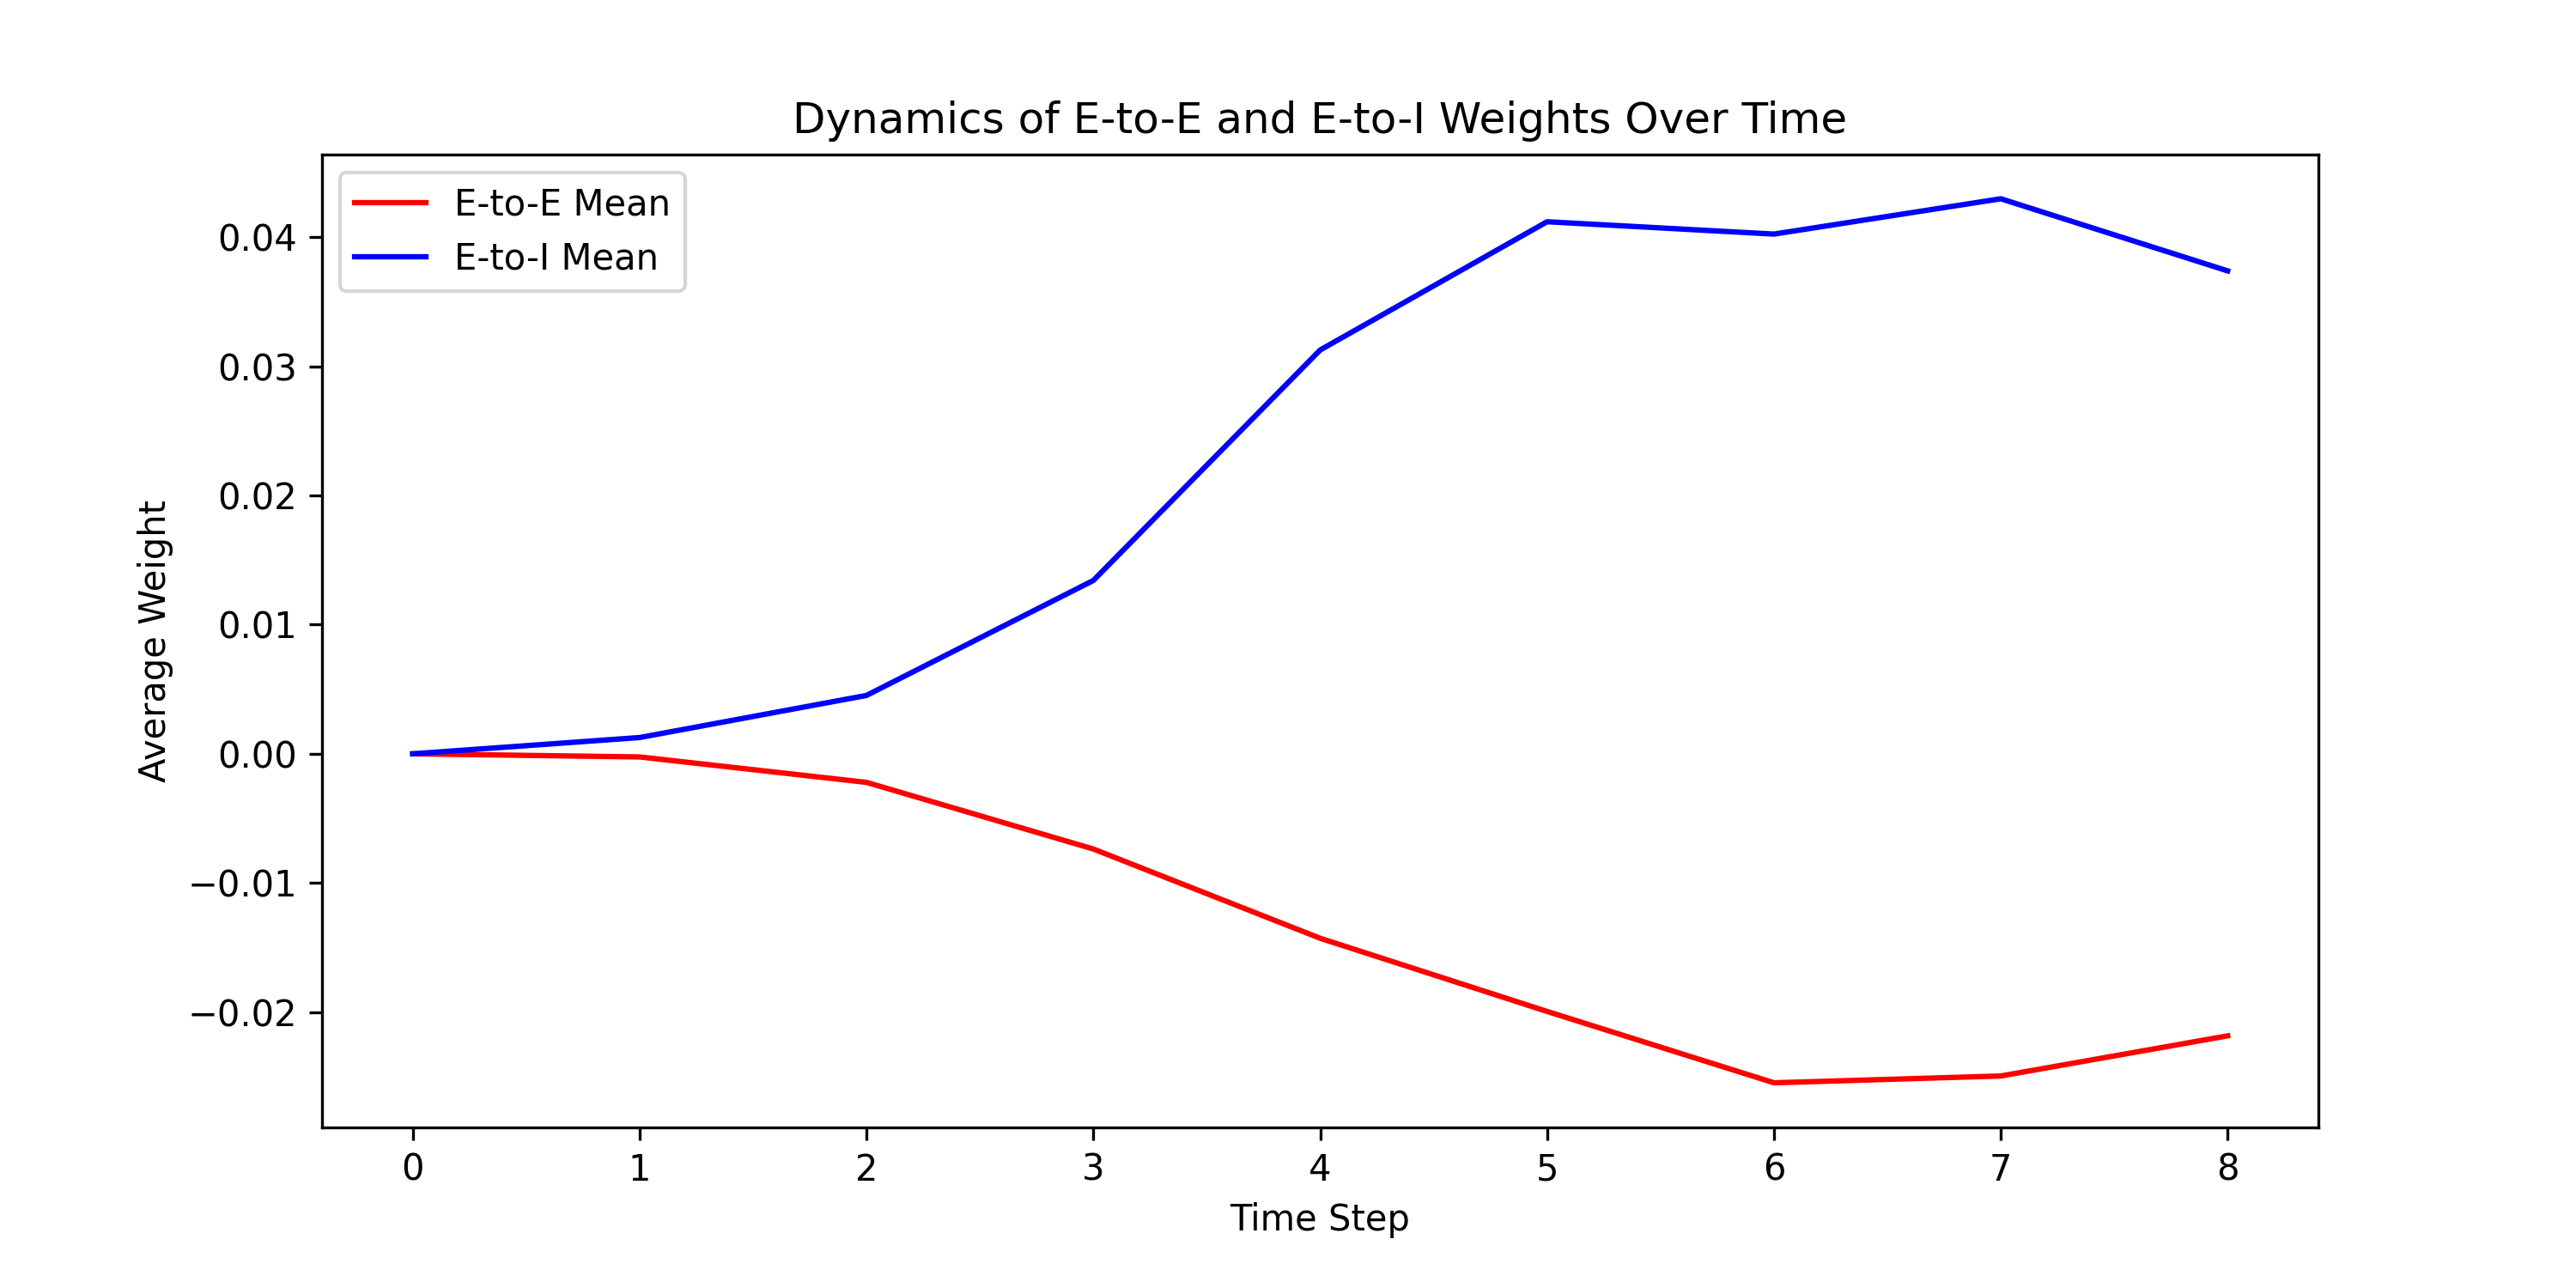 Dynamics of E-to-E and E-to-I Weights Over Time
E-to-E Mean
E-to-I Mean
Average Weight
0.04
0.03
0.02
0.01
0.00
−0.01
−0.02
0 1 2 3 4 5 6 7 8
Time Step